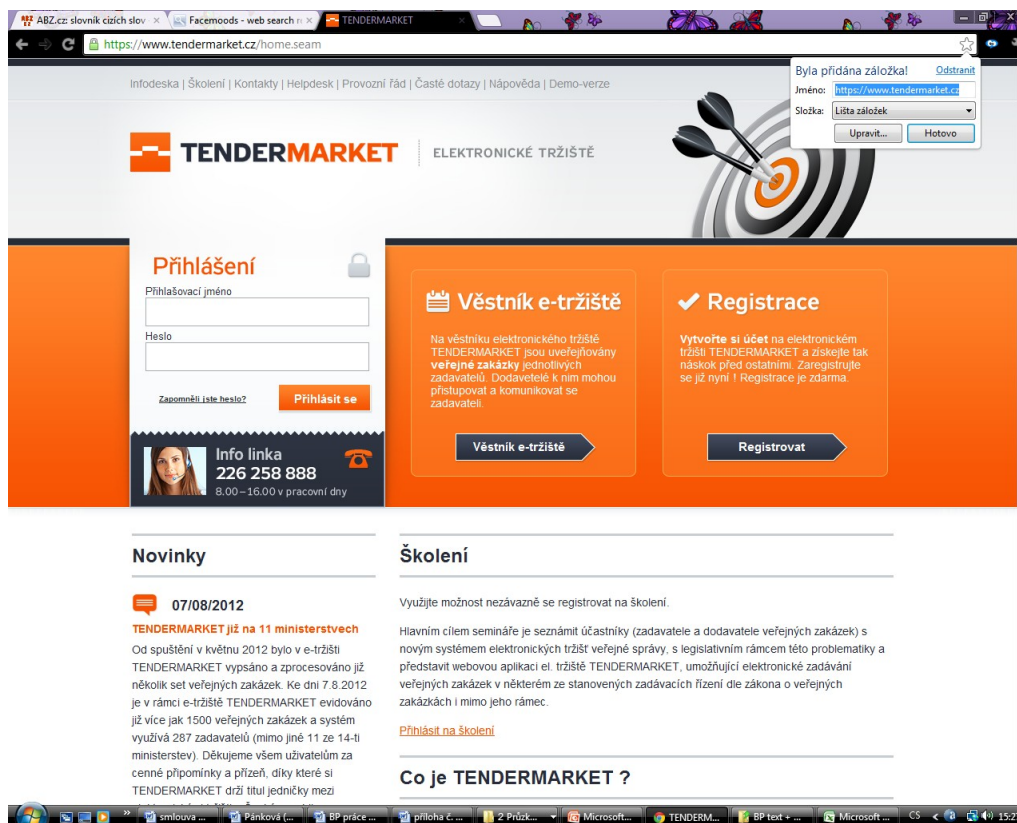 ABZ.cz: slovník cizích slov
Facemoods - web search r
TENDERMARKET
https://www.tendermarket.cz/home.seam
Byla přidána záložka!
Odstranit
Jméno:
https://www.tendermarket.cz
Složka:
Lišta záložek
Upravit...
Hotovo
Infodeska | Školení | Kontakty | Helpdesk | Provozní řád | Časté dotazy | Nápověda | Demo-verze
TENDERMARKET
ELEKTRONICKÉ TRŽIŠTĚ
Přihlášení
Přihlašovací jméno
Heslo
Zapomněli jste heslo?
Přihlásit se
Info linka
226 258 888
8.00–16.00 v pracovní dny
Věstník e-tržiště
Na věstníku elektronického tržiště
TENDERMARKET jsou uveřejňovány
veřejné zakázky jednotlivých
zadavatelů. Dodavatelé k nim mohou
přistupovat a komunikovat se
zadavateli.
Věstník e-tržiště
Registrace
Vytvořte si účet na elektronickém
tržišti TENDERMARKET a získejte tak
náskok před ostatními. Zaregistrujte
se již nyní ! Registrace je zdarma.
Registrovat
Novinky
07/08/2012
TENDERMARKET již na 11 ministerstvech
Od spuštění v květnu 2012 bylo v e-tržišti
TENDERMARKET vypsáno a zprocesováno již
několik set veřejných zakázek. Ke dni 7.8.2012
je v rámci e-tržiště TENDERMARKET evidováno
již více jak 1500 veřejných zakázek a systém
využívá 287 zadavatelů (mimo jiné 11 ze 14-ti
ministerstev). Děkujeme všem uživatelům za
cenné připomínky a přízeň, díky které si
TENDERMARKET drží titul jedničky mezi
Školení
Využijte možnost nezávazně se registrovat na školení.
Hlavním cílem semináře je seznámit účastníky (zadavatele a dodavatele veřejných zakázek) s
novým systémem elektronických tržišť veřejné správy, s legislativním rámcem této problematiky a
představit webovou aplikaci el. tržiště TENDERMARKET, umožňující elektronické zadávání
veřejných zakázek v některém ze stanovených zadávacích řízení dle zákona o veřejných
zakázkách i mimo jeho rámec.
Přihlásit na školení
Co je TENDERMARKET ?
smlouva ...
Pánková (...
BP práce ...
příloha č. ...
2 Průzk...
Microsoft...
TENDERM...
BP text + ...
Microsoft ...
CS
15:2